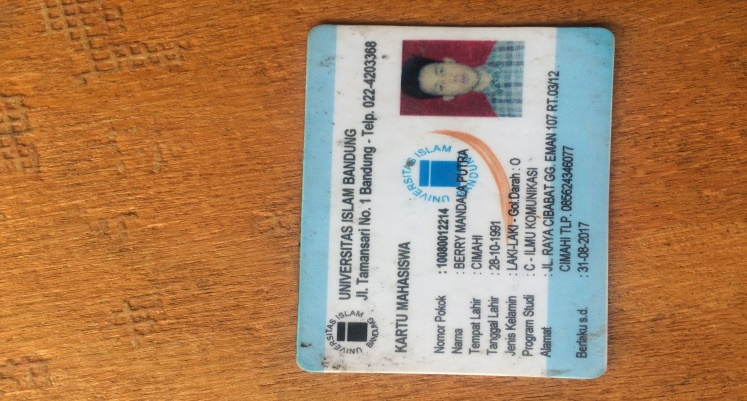 UNIVERSITAS ISLAM BANDUNG
UNIVERSITAS ISLAM BANDUNG
Jl. Tamansari No. 1 Bandung - Telp. 022-4203368
KARTU MAHASISWA
UNIVERSITAS ISLAM BANDUNG
Nomor Pokok : 10080012214
Nama : BERRY MANDALA PUTRA
Tempat Lahir : CIMAHI
Tanggal Lahir : 28-10-1991
Jenis Kelamin : LAKI-LAKI - Gol.Darah : O
Program Studi : C - ILMU KOMUNIKASI
Alamat : JL. RAYA CIBABAT GG. EMAN 107 RT.03/12
CIMAHI TLP. 085624346077
Berlaku s.d. : 31-08-2017